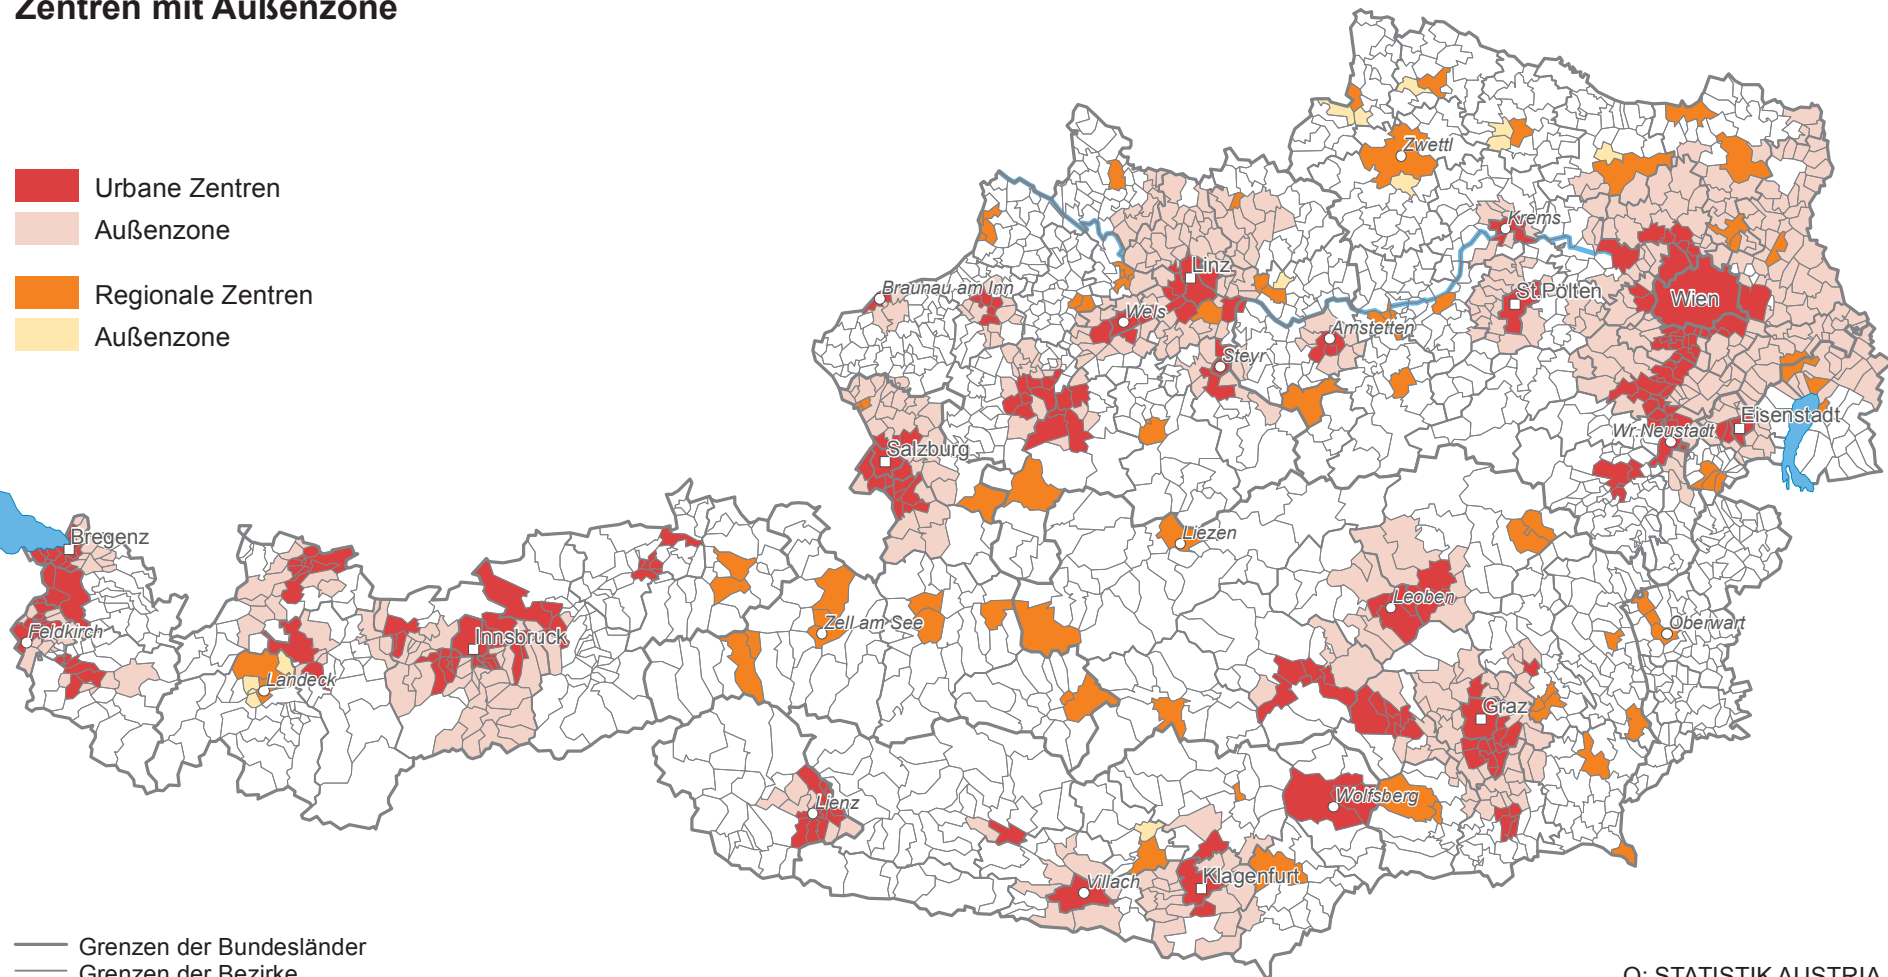 Zentren mit Außenzone
Urbane Zentren
Außenzone
Regionale Zentren
Außenzone
Zwettl
Krems
Linz
Braunau am Inn
St.Pölten
Wien
Wels
Amstetten
Steyr
Eisenstadt
Wr.Neustadt
Salzburg
Liezen
Bregenz
Leoben
Feldkirch
Innsbruck
Zell am See
Oberwart
Landeck
Graz
Wolfsberg
Lienz
Villach
Klagenfurt
Grenzen der Bundesländer
Grenzen der Bezirke
Q: STATISTIK AUSTRIA